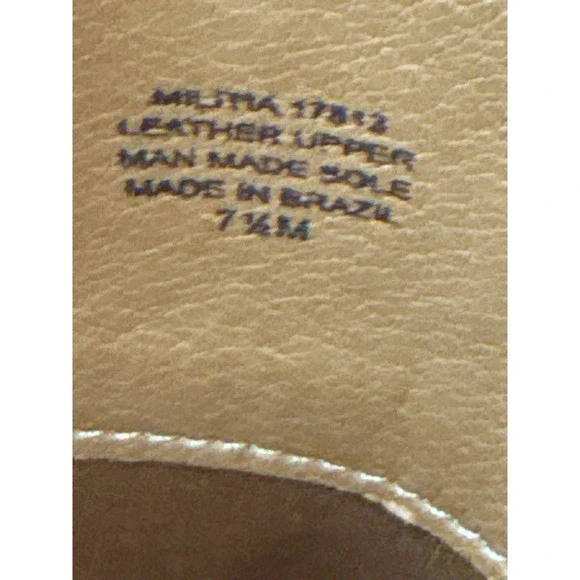 MILITIA 17812
LEATHER UPPER
MAN MADE SOLE
MADE IN BRAZIL
7 ½ M